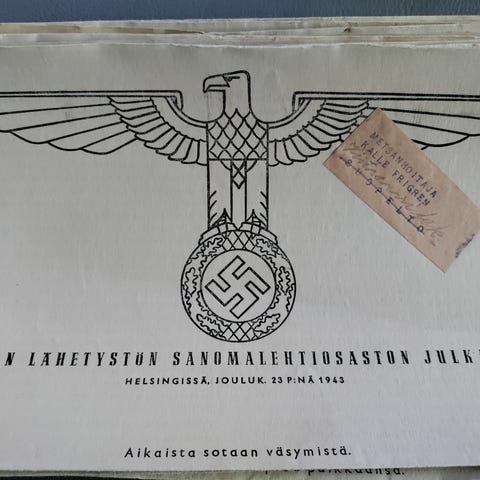 METSÄNHOITAJA
KALLE FRIGREN
N LÄHETYSTÖN SANOMALEHTIOSASTON JULK
HELSINGISSÄ, JOULUK. 23 P:NÄ 1943
Aikaista sotaan väsymistä.